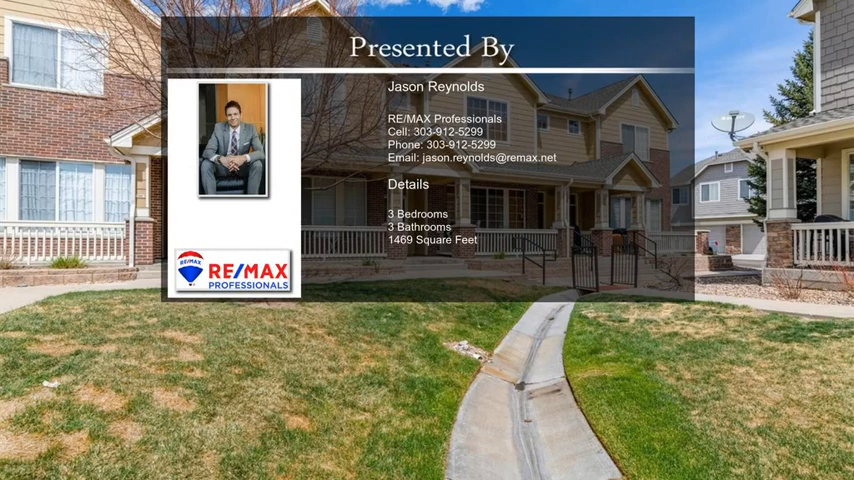 Presented By
Jason Reynolds
RE/MAX Professionals
Cell: 303-912-5299
Phone: 303-912-5299
Email: jason.reynolds@remax.net
Details
3 Bedrooms
3 Bathrooms
1469 Square Feet
RE/MAX
RE/MAX
PROFESSIONALS